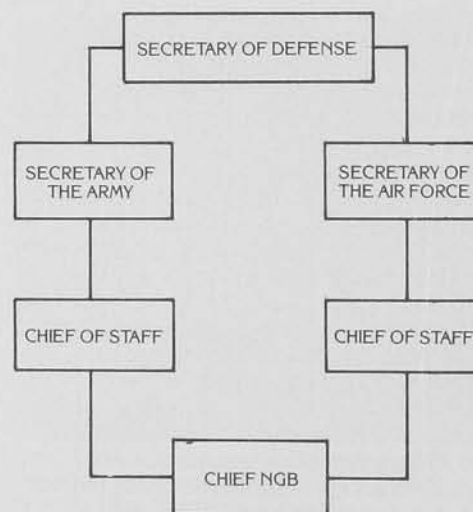 SECRETARY OF DEFENSE
SECRETARY OF
THE ARMY
SECRETARY OF
THE AIR FORCE
CHIEF OF STAFF
CHIEF OF STAFF
CHIEF NGB